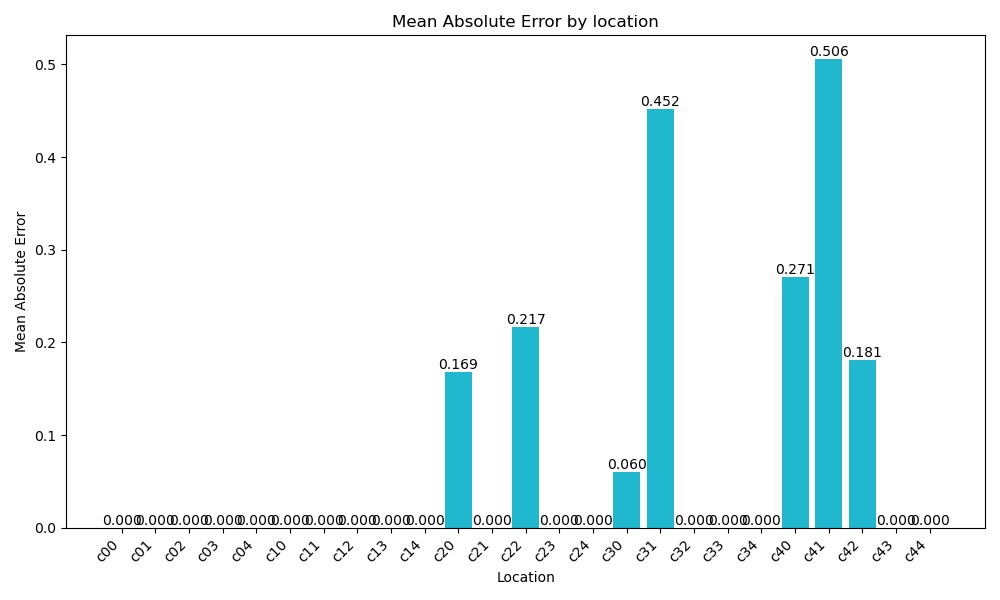 Mean Absolute Error by location
Mean Absolute Error
0.5
0.4
0.3
0.2
0.1
0.0
0.000 0.000 0.000 0.000 0.000 0.000 0.000 0.000 0.000 0.000 0.169 0.000 0.217 0.000 0.000 0.060 0.452 0.000 0.000 0.000 0.271 0.506 0.181 0.000 0.000
c00 c01 c02 c03 c04 c10 c11 c12 c13 c14 c20 c21 c22 c23 c24 c30 c31 c32 c33 c34 c40 c41 c42 c43 c44
Location